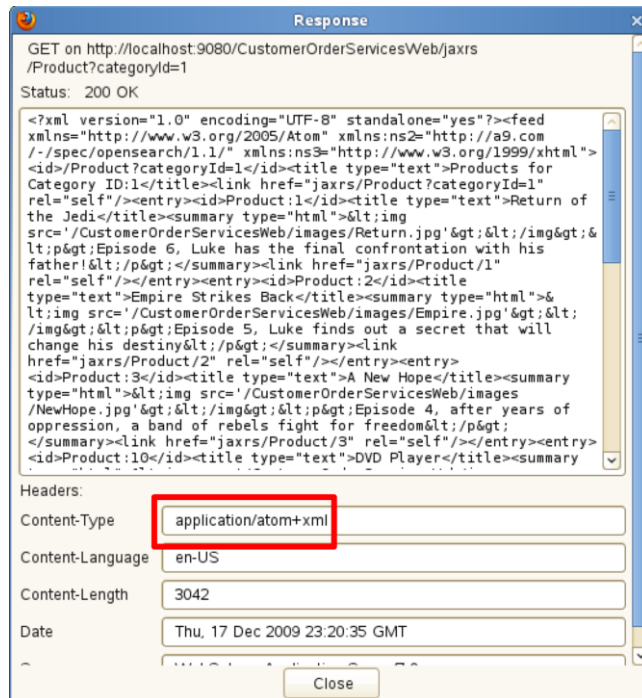 Response
GET on http://localhost:9080/CustomerOrderServicesWeb/jaxrs
/Product?categoryId=1
Status: 200 OK
<?xml version="1.0" encoding="UTF-8" standalone="yes"?><feed
xmlns="http://www.w3.org/2005/Atom" xmlns:ns2="http://a9.com
/-/spec/opensearch/1.1/" xmlns:ns3="http://www.w3.org/1999/xhtml">
<id>/Product?categoryId=1</id><title type="text">Products for
Category ID:1</title><link href="jaxrs/Product?categoryId=1"
rel="self"/><entry><id>Product:1</id><title type="text">Return of
the Jedi</title><summary type="html">&lt;img
src='/CustomerOrderServicesWeb/images/Return.jpg'&gt;&lt;/img&gt;&
lt;p&gt;Episode 6, Luke has the final confrontation with his
father!&lt;/p&gt;</summary><link href="jaxrs/Product/1"
rel="self"/></entry><entry><id>Product:2</id><title
type="text">Empire Strikes Back</title><summary type="html">&
lt;img src='/CustomerOrderServicesWeb/images/Empire.jpg'&gt;&lt;
/img&gt;&lt;p&gt;Episode 5, Luke finds out a secret that will
change his destiny&lt;/p&gt;</summary><link
href="jaxrs/Product/2" rel="self"/></entry><entry>
<id>Product:3</id><title type="text">A New Hope</title><summary
type="html">&lt;img src='/CustomerOrderServicesWeb/images
/NewHope.jpg'&gt;&lt;/img&gt;&lt;p&gt;Episode 4, after years of
oppression, a band of rebels fight for freedom&lt;/p&gt;
</summary><link href="jaxrs/Product/3" rel="self"/></entry><entry>
<id>Product:10</id><title type="text">DVD Player</title><summary
Headers:
Content-Type application/atom+xml
Content-Language en-US
Content-Length 3042
Date Thu, 17 Dec 2009 23:20:35 GMT
Close